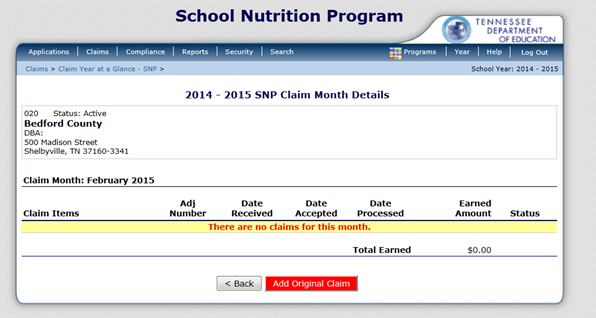 School Nutrition Program
TENNESSEE
DEPARTMENT
OF EDUCATION
Applications | Claims | Compliance | Reports | Security | Search
Programs | Year | Help | Log Out
Claims > Claim Year at a Glance - SNP >
School Year: 2014 - 2015
2014 - 2015 SNP Claim Month Details
020 Status: Active
Bedford County
DBA:
500 Madison Street
Shelbyville, TN 37160-3341
Claim Month: February 2015
Claim Items Adj Number Date Received Date Accepted Date Processed Earned Amount Status
There are no claims for this month.
Total Earned $0.00
< Back Add Original Claim